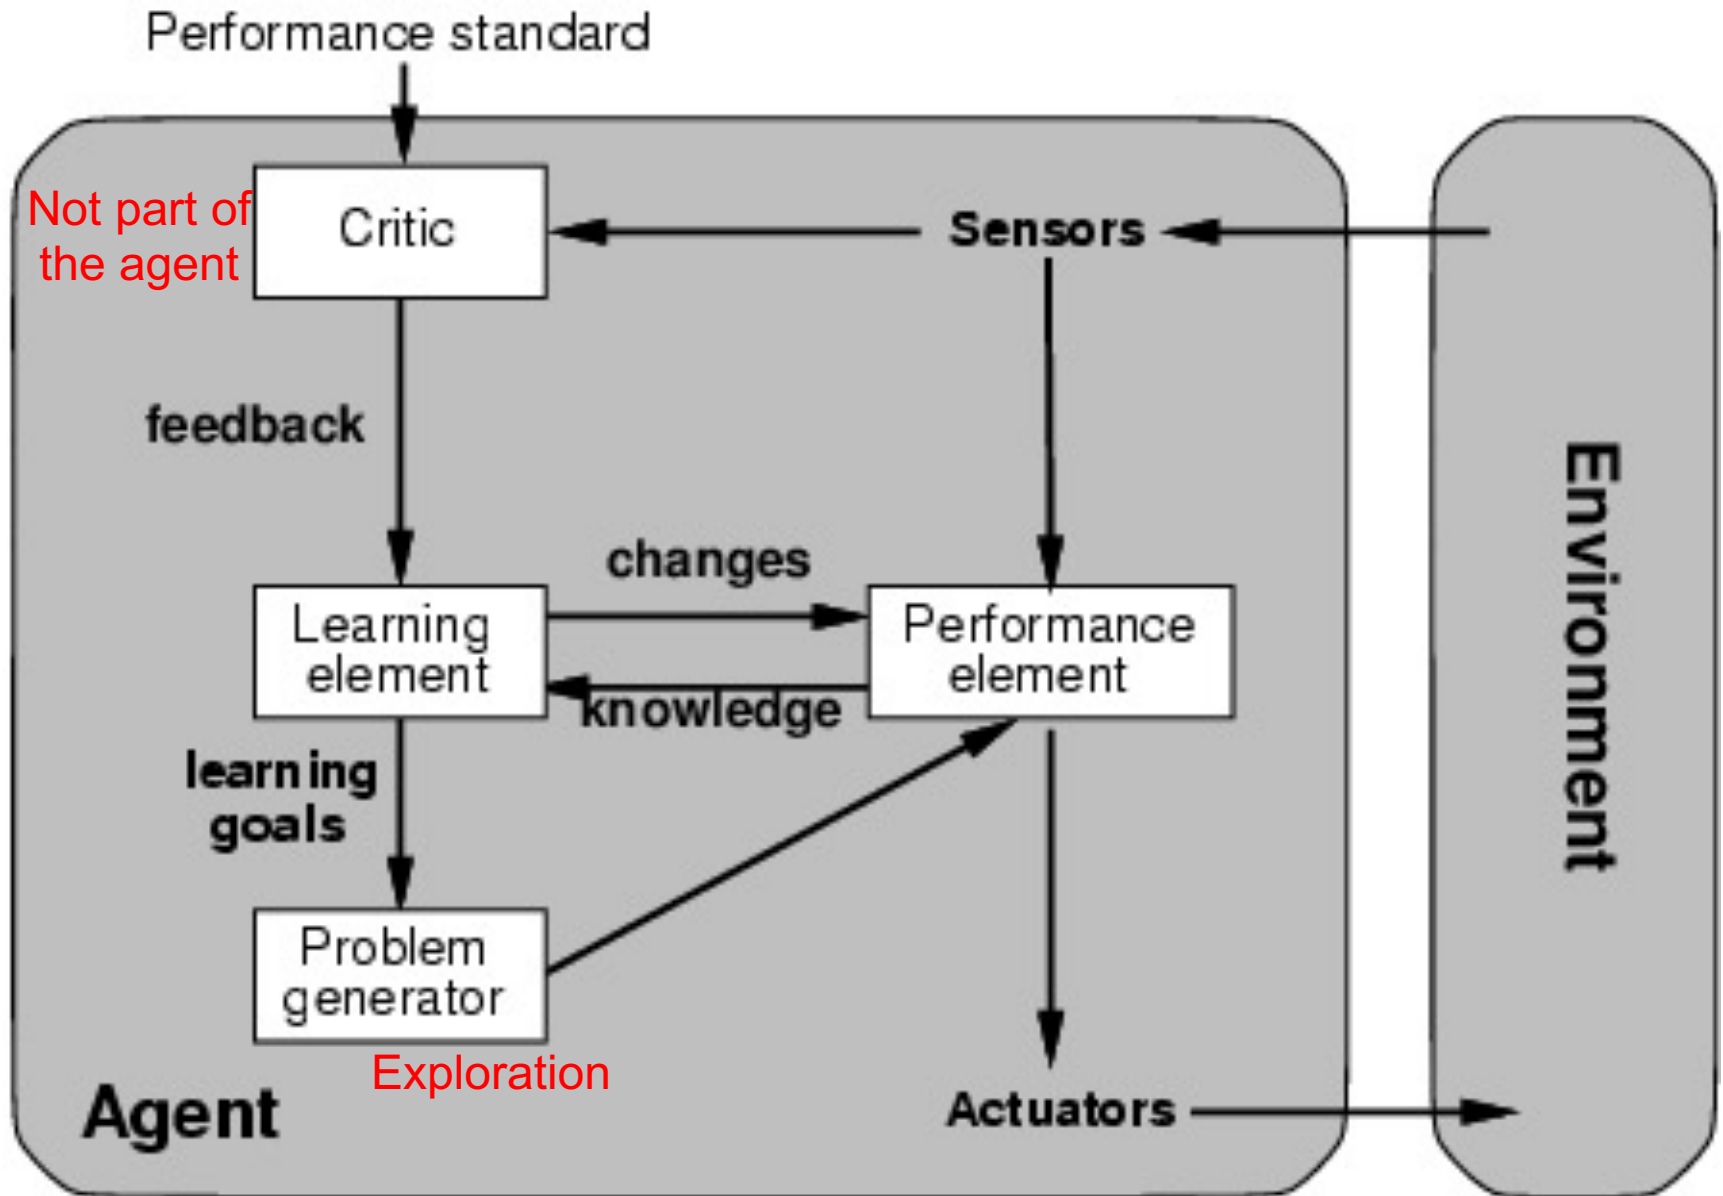 Performance standard
Not part of
the agent
Critic
Sensors
feedback
changes
Learning
element
Performance
element
knowledge
learning
goals
Problem
generator
Exploration
Agent
Actuators
Environment